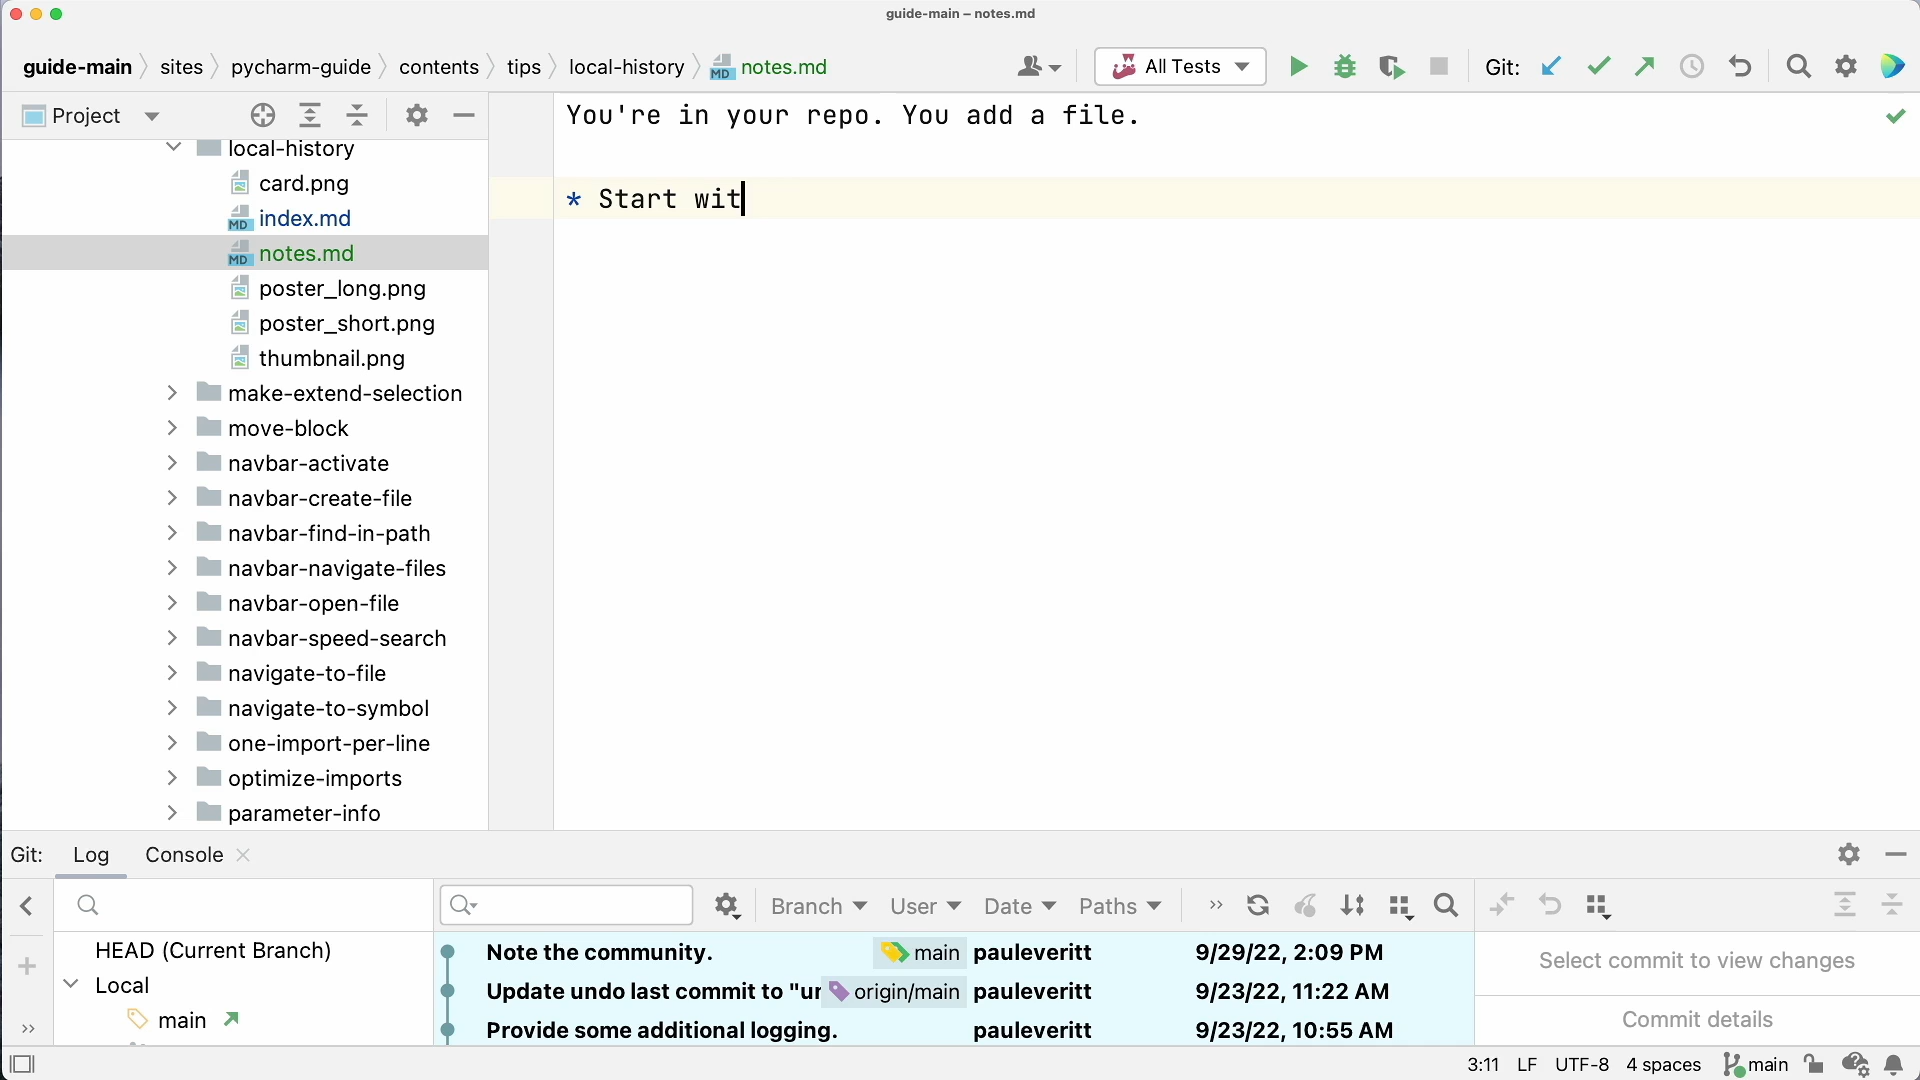 guide-main – notes.md
guide-main sites pycharm-guide contents tips local-history MD notes.md
All Tests
Git:
Project
local-history
card.png
MD index.md
MD notes.md
poster_long.png
poster_short.png
thumbnail.png
make-extend-selection
move-block
navbar-activate
navbar-create-file
navbar-find-in-path
navbar-navigate-files
navbar-open-file
navbar-speed-search
navigate-to-file
navigate-to-symbol
one-import-per-line
optimize-imports
parameter-info
You're in your repo. You add a file.
* Start wit
Git: Log Console
Branch User Date Paths
HEAD (Current Branch)
Local
main
Note the community. main pauleveritt 9/29/22, 2:09 PM
Update undo last commit to "ur origin/main pauleveritt 9/23/22, 11:22 AM
Provide some additional logging. pauleveritt 9/23/22, 10:55 AM
Select commit to view changes
Commit details
3:11 LF UTF-8 4 spaces main